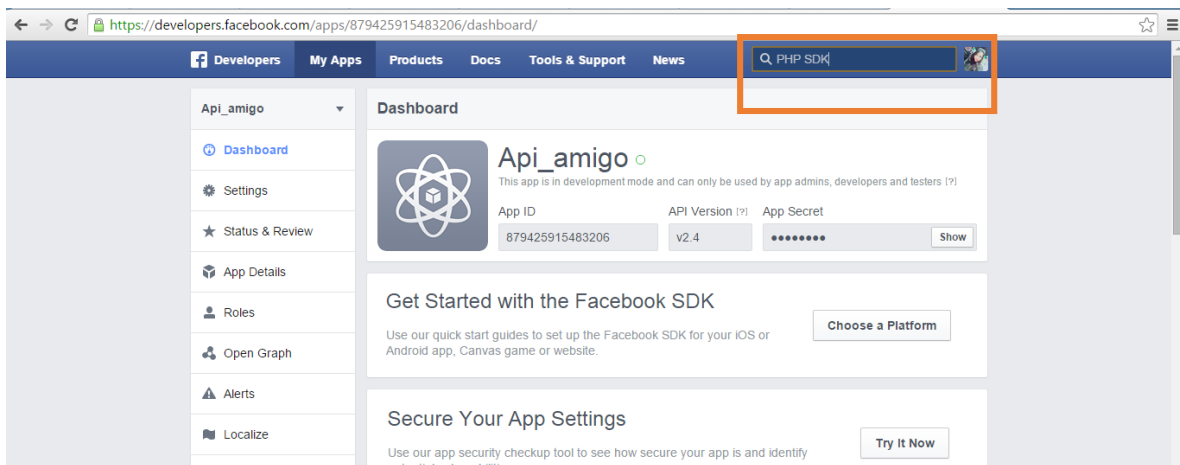 https://developers.facebook.com/apps/879425915483206/dashboard/
Developers My Apps Products Docs Tools & Support News PHP SDK
Api_amigo
Dashboard
Settings
Status & Review
App Details
Roles
Open Graph
Alerts
Localize
Dashboard
Api_amigo
This app is in development mode and can only be used by app admins, developers and testers [?]
App ID API Version [?] App Secret
879425915483206 v2.4 ●●●●●●●● Show
Get Started with the Facebook SDK
Use our quick start guides to set up the Facebook SDK for your iOS or
Android app, Canvas game or website.
Choose a Platform
Secure Your App Settings
Use our app security checkup tool to see how secure your app is and identify
Try It Now